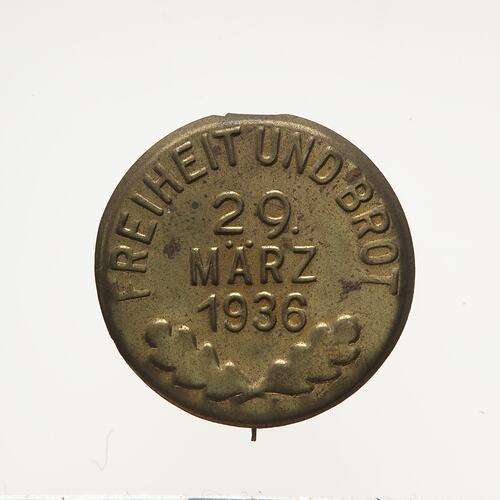 FREIHEIT UND BROT
29.
MÄRZ
1936